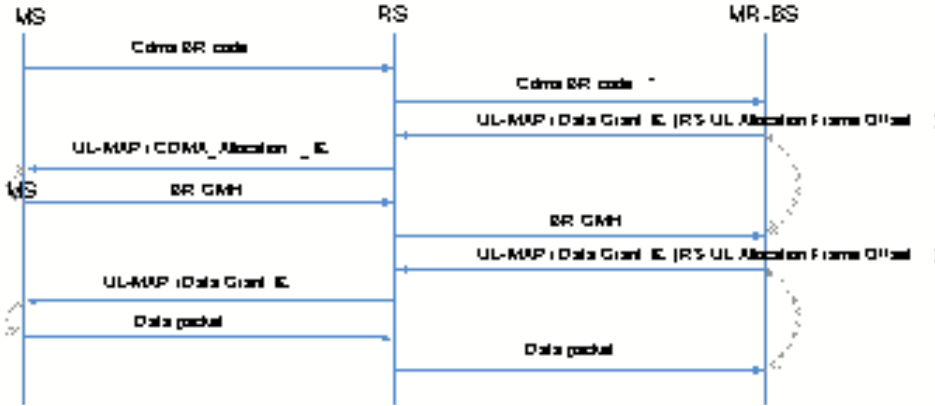 MS RS MR-BS
Cdma BR code
Cdma BR code
UL-MAP (Data Grant IE (RS UL Allocation Frame Offset
UL-MAP (CDMA_Allocation_IE
MS
BR GMH
BR GMH
UL-MAP (Data Grant IE (RS UL Allocation Frame Offset
UL-MAP (Data Grant IE
Data packet
Data packet